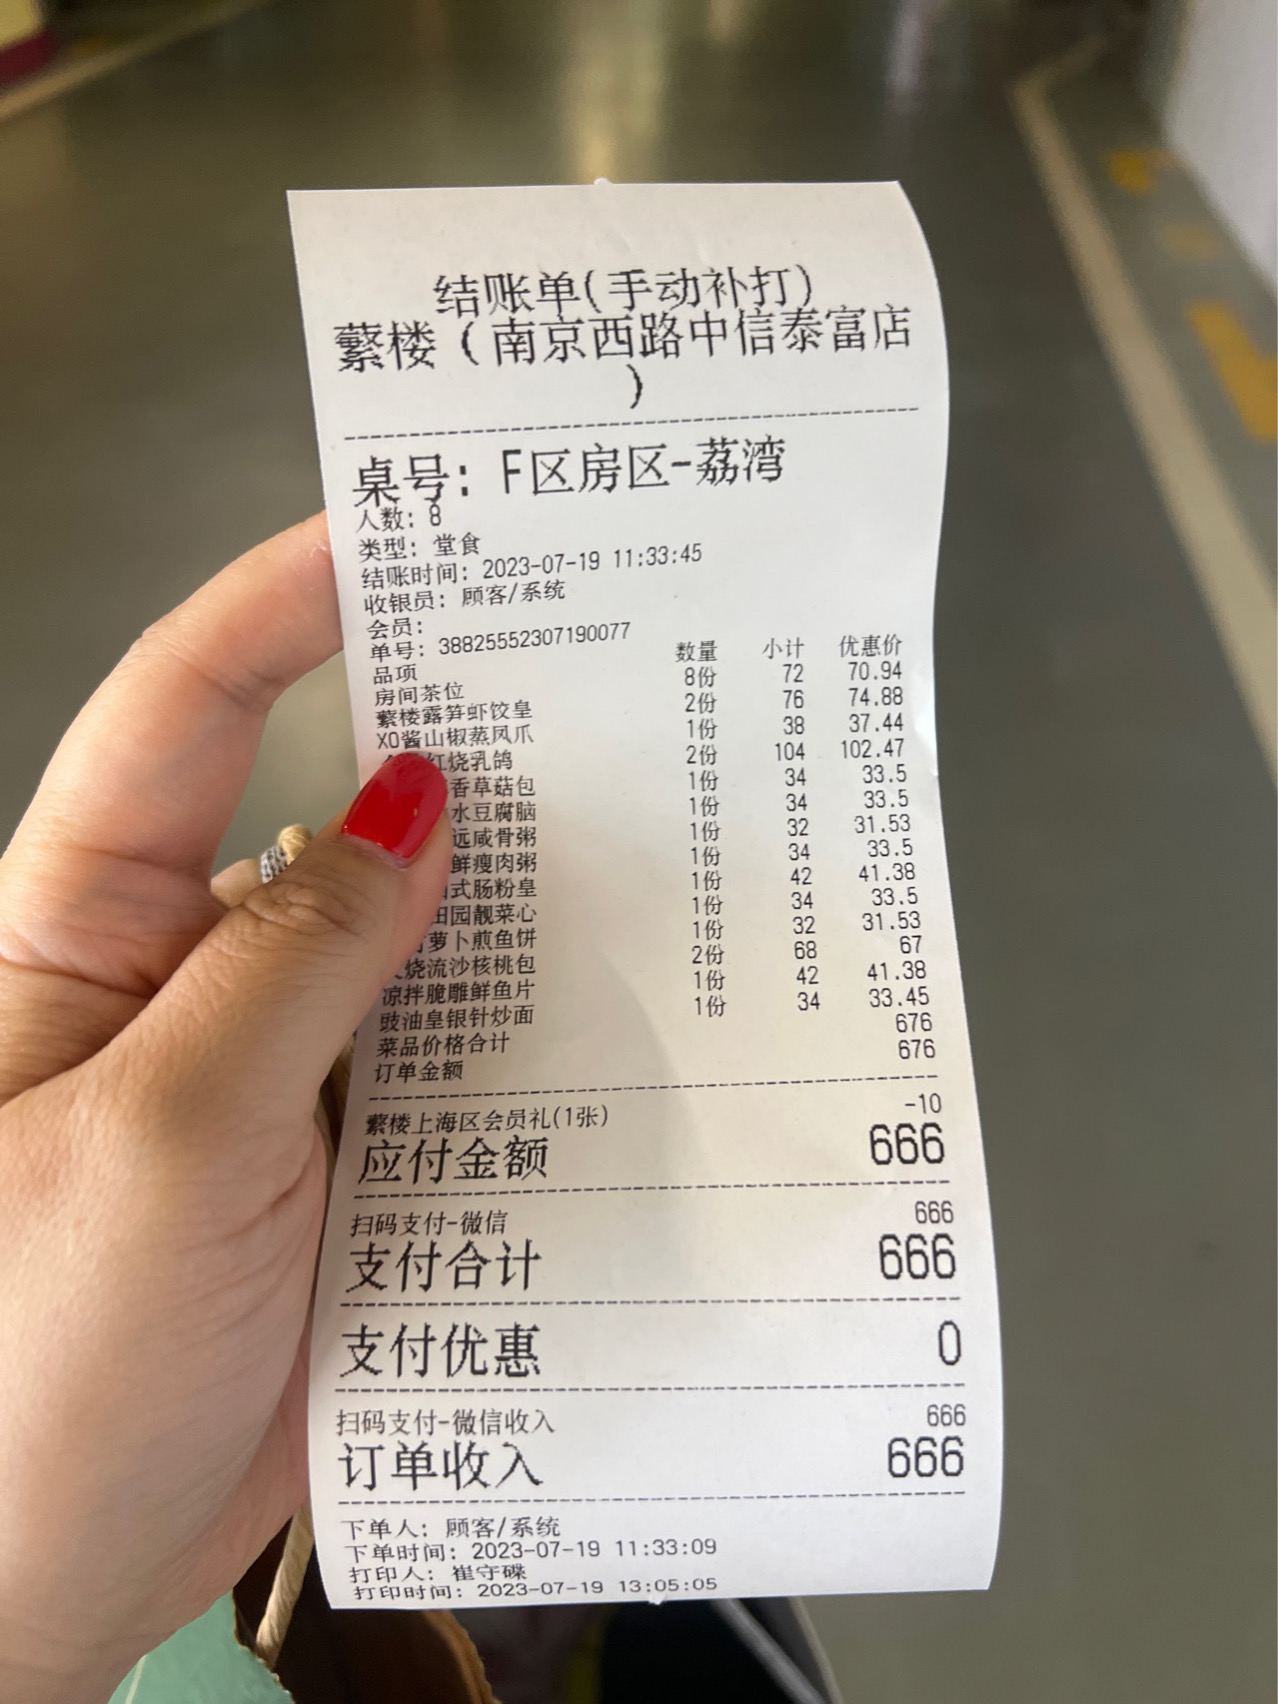 结账单(手动补打)
蘩楼(南京西路中信泰富店
)
桌号: F区房区-荔湾
人数: 8
类型: 堂食
结账时间: 2023-07-19 11:33:45
收银员: 顾客/系统
会员:
单号: 38825552307190077
品项 数量 小计 优惠价
房间茶位 8份 72 70.94
蘩楼露笋虾饺皇 2份 76 74.88
XO酱山椒蒸凤爪 1份 38 37.44
红烧乳鸽 2份 104 102.47
香草菇包 1份 34 33.5
水豆腐脑 1份 34 33.5
远咸骨粥 1份 32 31.53
鲜瘦肉粥 1份 34 33.5
式肠粉皇 1份 42 41.38
田园靓菜心 1份 34 33.5
萝卜煎鱼饼 1份 32 31.53
烧流沙核桃包 2份 68 67
凉拌脆雕鲜鱼片 1份 42 41.38
豉油皇银针炒面 1份 34 33.45
菜品价格合计 676
订单金额 676
蘩楼上海区会员礼(1张) -10
应付金额 666
扫码支付-微信 666
支付合计 666
支付优惠 0
扫码支付-微信收入 666
订单收入 666
下单人: 顾客/系统
下单时间: 2023-07-19 11:33:09
打印人: 崔守碟
打印时间: 2023-07-19 13:05:05